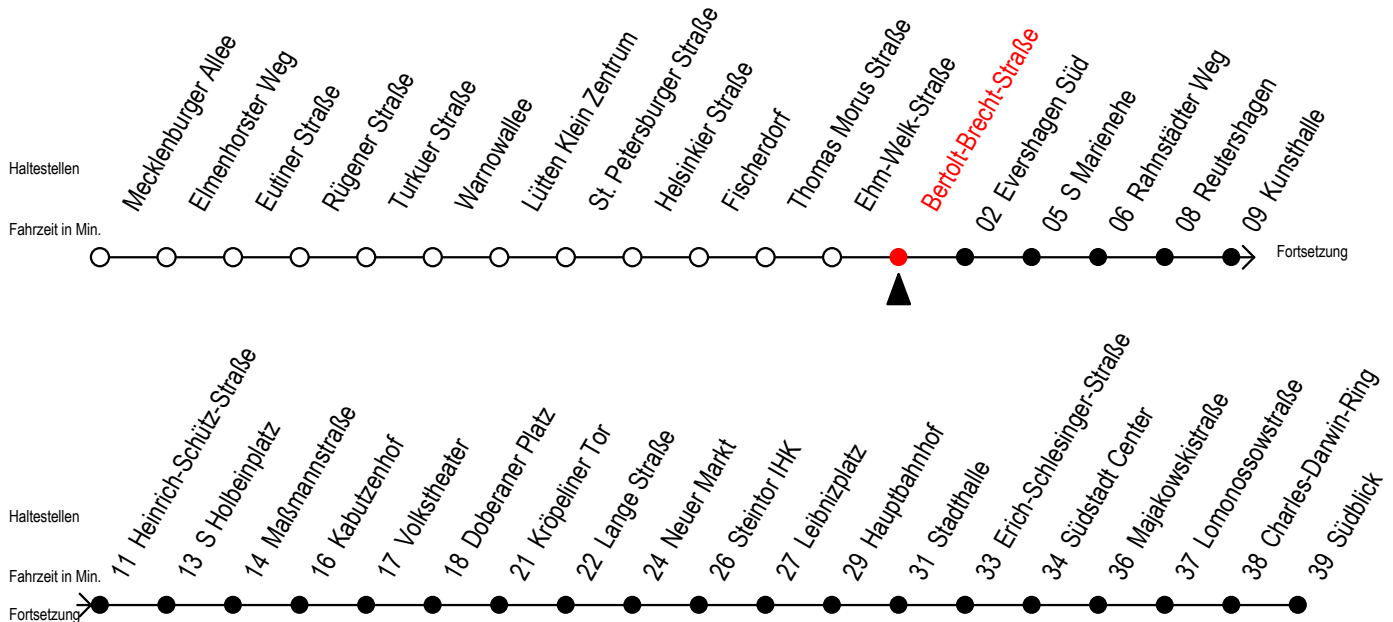 Haltestellen
Mecklenburger Allee
Elmenhorster Weg
Eutiner Straße
Rügener Straße
Turkuer Straße
Warnowallee
Lütten Klein Zentrum
St. Petersburger Straße
Helsinkier Straße
Fischerdorf
Thomas Morus Straße
Ehm-Welk-Straße
Bertolt-Brecht-Straße
02 Evershagen Süd
05 S Marienehe
06 Rahnstädter Weg
08 Reutershagen
09 Kunsthalle
Fahrzeit in Min.
Fortsetzung
Haltestellen
11 Heinrich-Schütz-Straße
13 S Holbeinplatz
14 Maßmannstraße
16 Kabutzenhof
17 Volkstheater
18 Doberaner Platz
21 Kröpeliner Tor
22 Lange Straße
24 Neuer Markt
26 Steintor IHK
27 Leibnizplatz
29 Hauptbahnhof
31 Stadthalle
33 Erich-Schlesinger-Straße
34 Südstadt Center
36 Majakowskistraße
37 Lomonossowstraße
38 Charles-Darwin-Ring
39 Südblick
Fahrzeit in Min.
Fortsetzung